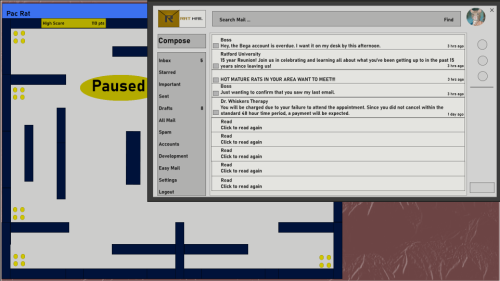 Pac Rat
High Score
Paused
RAT MAIL
Search Mail...
Find
Compose
Inbox 5
Starred
Important
Sent
Drafts 8
All Mail
Spam
Accounts
Development
Easy Mail
Settings
Logout
Boss
Hey, the Bega account is overdue. I want it on my desk by this afternoon.
3 hrs ago
Ratford University
15 year Reunion! Join us in celebrating and learning all about what you've been getting up to in the past 15
years since leaving us!
3 hrs ago
HOT MATURE RATS IN YOUR AREA WANT TO MEET!!!
3 hrs ago
Boss
Just wanting to confirm that you saw my last email.
5 hrs ago
Dr. Whiskers Therapy
You will be charged due to your failure to attend the appointment. Since you did not cancel within the
standard 48 hour time period, a payment will be expected.
1 day ago
Read
Click to read again
Read
Click to read again
Read
Click to read again
Read
Click to read again
Read
Click to read again